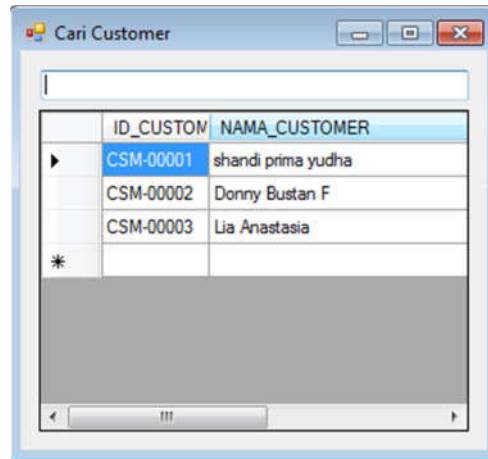 Cari Customer
ID_CUSTOM NAMA_CUSTOMER
CSM-00001 shandi prima yudha
CSM-00002 Donny Bustan F
CSM-00003 Lia Anastasia